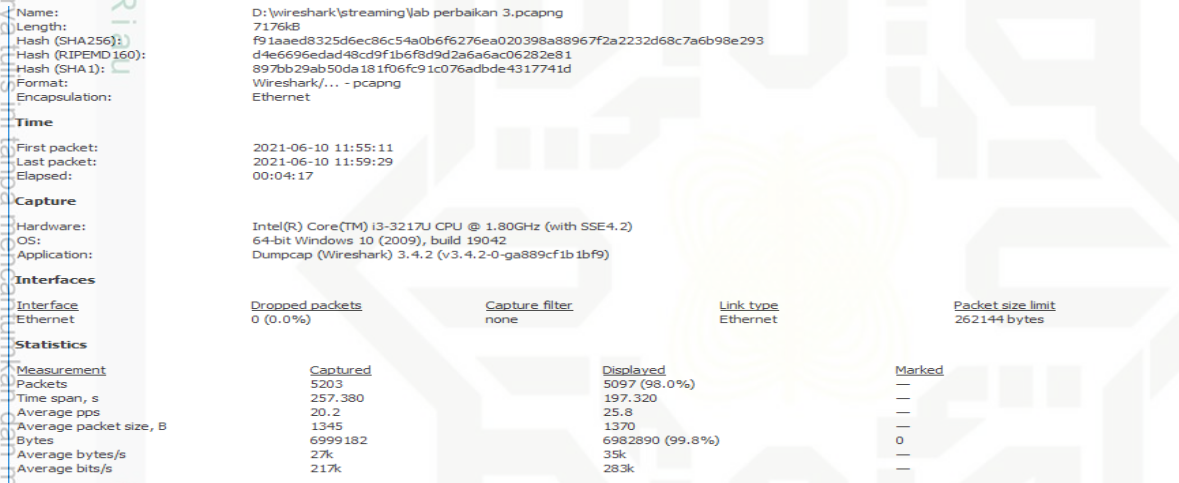 Name: D:\wireshark\streaming\lab perbaikan 3.pcapng
Length: 7176kB
Hash (SHA256): f91aaed8325d6ec86c54a0b6f6276ea020398a88967f2a2232d68c7a6b98e293
Hash (RIPEMD160): d4e6696edad48cd9f1b6f8d9d2a6a6ac06282e81
Hash (SHA1): 897bb29ab50da181f06fc91c076adbde4317741d
Format: Wireshark/... - pcapng
Encapsulation: Ethernet
Time
First packet: 2021-06-10 11:55:11
Last packet: 2021-06-10 11:59:29
Elapsed: 00:04:17
Capture
Hardware: Intel(R) Core(TM) i3-3217U CPU @ 1.80GHz (with SSE4.2)
OS: 64-bit Windows 10 (2009), build 19042
Application: Dumpcap (Wireshark) 3.4.2 (v3.4.2-0-ga889cf1b1bf9)
Interfaces
Interface Dropped packets Capture filter Link type Packet size limit
Ethernet 0 (0.0%) none Ethernet 262144 bytes
Statistics
Measurement Captured Displayed Marked
Packets 5203 5097 (98.0%) —
Time span, s 257.380 197.320 —
Average pps 20.2 25.8 —
Average packet size, B 1345 1370 —
Bytes 6999182 6982890 (99.8%) 0
Average bytes/s 27k 35k —
Average bits/s 217k 283k —
Riau
tulis ini tanpa mencantumkan dan